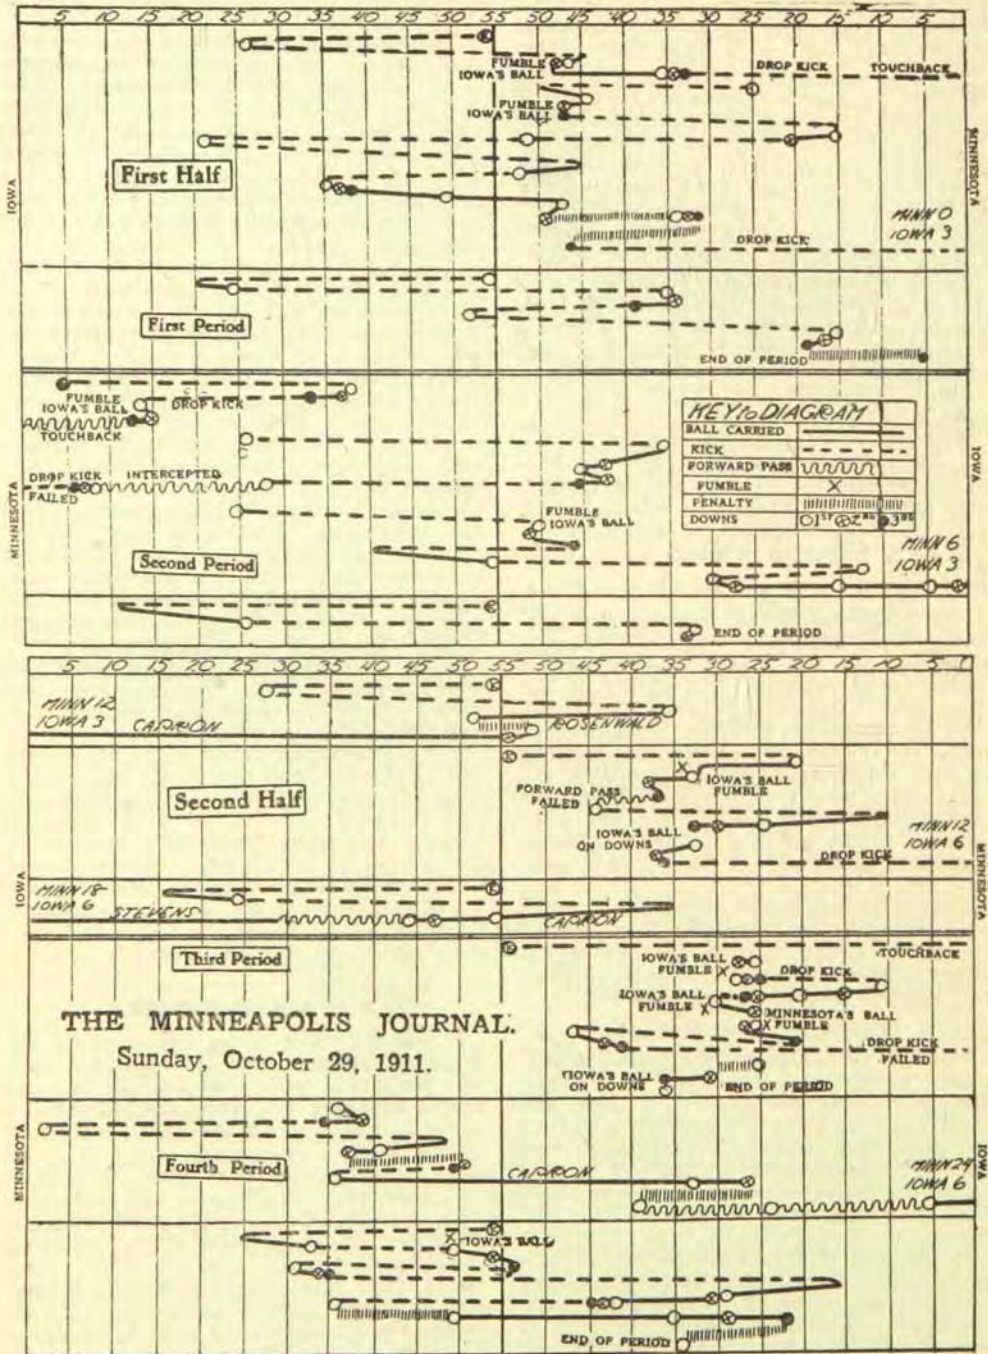 5 10 15 20 25 30 35 40 45 50 55 50 45 40 35 30 25 20 15 10 5
FUMBLE
IOWA'S BALL
DROP KICK
TOUCHBACK
FUMBLE
IOWA'S BALL
First Half
IOWA
MINNESOTA
MINN 0
IOWA 3
DROP KICK
First Period
END OF PERIOD
FUMBLE
IOWA'S BALL
DROP KICK
TOUCHBACK
KEY to DIAGRAM
BALL CARRIED
KICK
FORWARD PASS
FUMBLE X
PENALTY
DOWNS 1ST 2ND 3RD
DROP KICK
FAILED
INTERCEPTED
MINNESOTA
IOWA
FUMBLE
IOWA'S BALL
MINN 6
IOWA 3
Second Period
END OF PERIOD
5 10 15 20 25 30 35 40 45 50 55 50 45 40 35 30 25 20 15 10 5
MINN 12
IOWA 3
CAPRON
ROSENWALD
Second Half
FORWARD PASS
FAILED
X
IOWA'S BALL
FUMBLE
IOWA'S BALL
ON DOWNS
MINN 12
IOWA 6
DROP KICK
IOWA
MINNESOTA
MINN 18
IOWA 6
STEVENS
CAPRON
Third Period
TOUCHBACK
IOWA'S BALL
FUMBLE X
DROP KICK
IOWA'S BALL
FUMBLE X
MINNESOTA'S BALL
X FUMBLE
THE MINNEAPOLIS JOURNAL.
Sunday, October 29, 1911.
DROP KICK
FAILED
IOWA'S BALL
ON DOWNS
END OF PERIOD
MINNESOTA
IOWA
Fourth Period
CAPRON
MINN 24
IOWA 6
X
IOWA'S BALL
END OF PERIOD